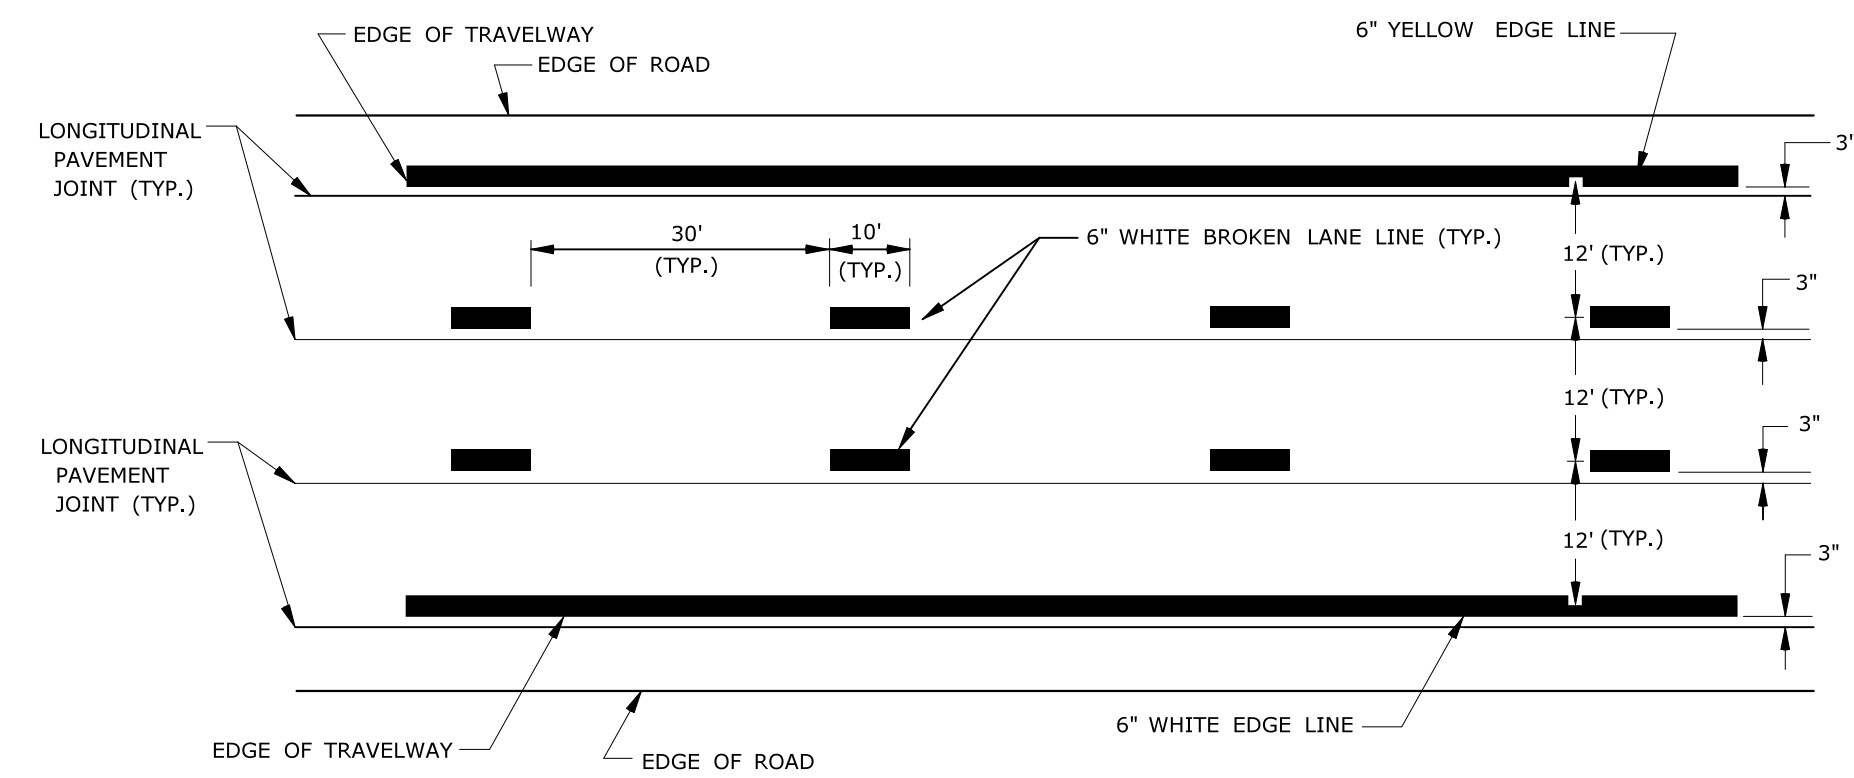 EDGE OF TRAVELWAY
6" YELLOW EDGE LINE
EDGE OF ROAD
LONGITUDINAL
PAVEMENT
JOINT (TYP.)
3'
30'
(TYP.)
10'
(TYP.)
6" WHITE BROKEN LANE LINE (TYP.)
12' (TYP.)
3"
12' (TYP.)
3"
LONGITUDINAL
PAVEMENT
JOINT (TYP.)
12' (TYP.)
3"
6" WHITE EDGE LINE
EDGE OF TRAVELWAY
EDGE OF ROAD